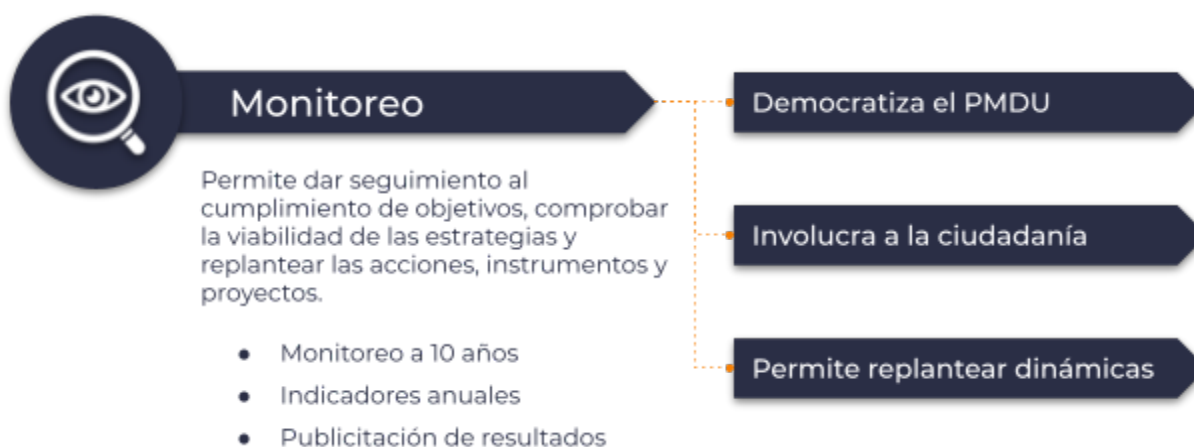 Monitoreo
Permite dar seguimiento al
cumplimiento de objetivos, comprobar
la viabilidad de las estrategias y
replantear las acciones, instrumentos y
proyectos.
● Monitoreo a 10 años
● Indicadores anuales
● Publicitación de resultados
Democratiza el PMDU
Involucra a la ciudadanía
Permite replantear dinámicas